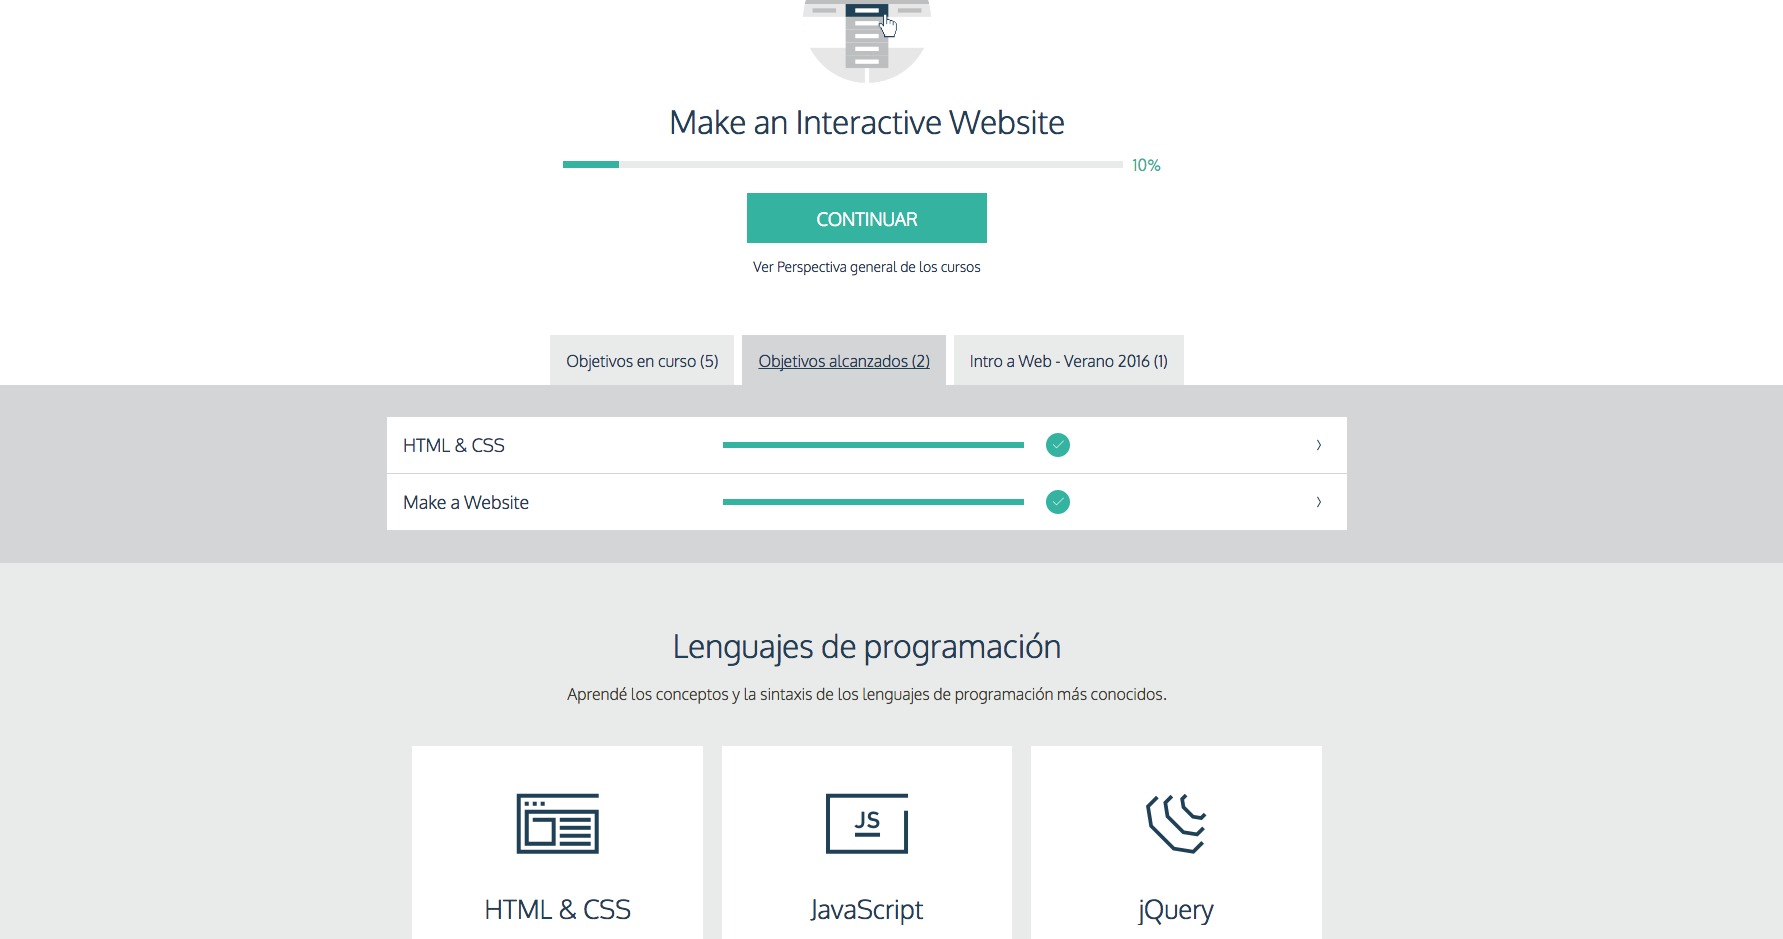 Make an Interactive Website
10%
CONTINUAR
Ver Perspectiva general de los cursos
Objetivos en curso (5)
Objetivos alcanzados (2)
Intro a Web - Verano 2016 (1)
HTML & CSS
Make a Website
Lenguajes de programación
Aprendé los conceptos y la sintaxis de los lenguajes de programación más conocidos.
JS
HTML & CSS
JavaScript
jQuery